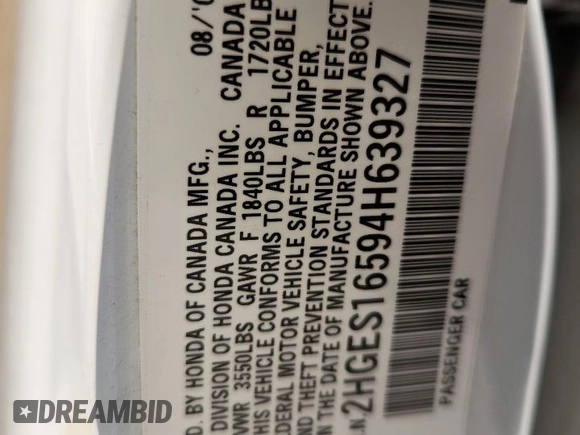 D. BY HONDA OF CANADA MFG., 08/'0
DIVISION OF HONDA CANADA INC. CANADA
VWR 3550LBS GAWR F 1840LBS R 1720LB
HIS VEHICLE CONFORMS TO ALL APPLICABLE
DERAL MOTOR VEHICLE SAFETY, BUMPER,
ND THEFT PREVENTION STANDARDS IN EFFECT
N THE DATE OF MANUFACTURE SHOWN ABOVE.
.N 2HGES16594H639327
PASSENGER CAR
DREAMBID